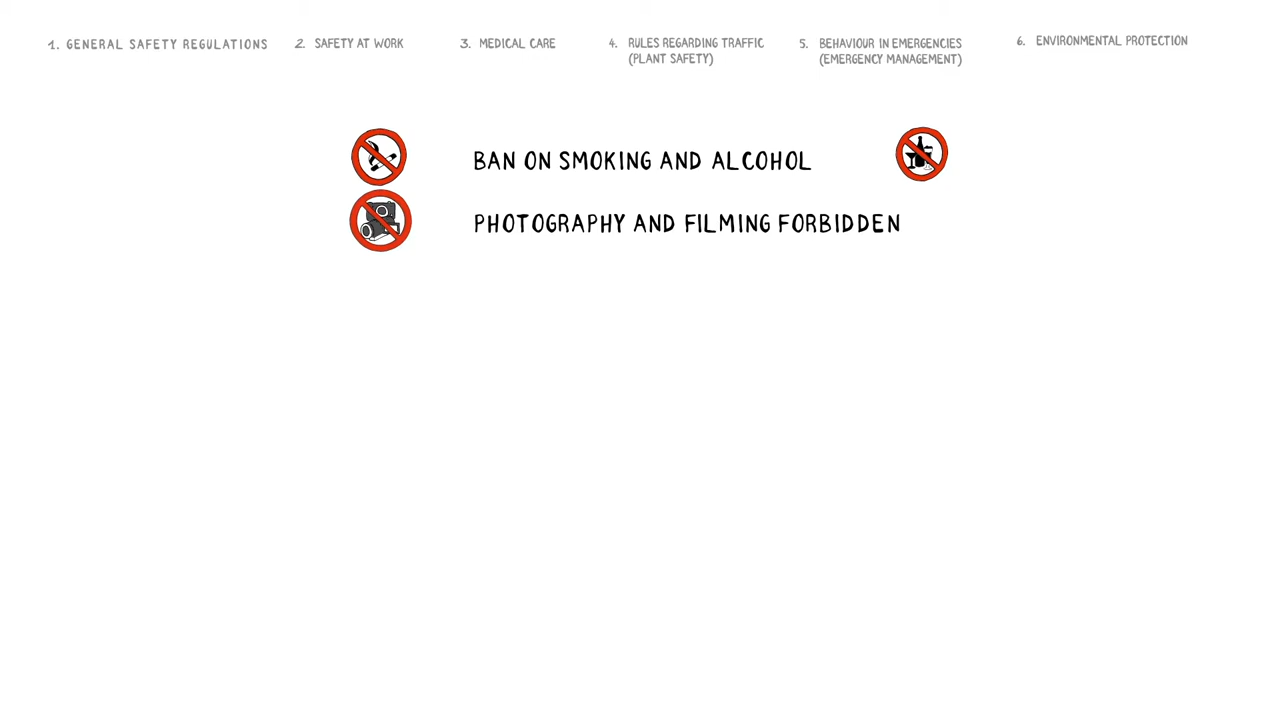 1. GENERAL SAFETY REGULATIONS
2. SAFETY AT WORK
3. MEDICAL CARE
4. RULES REGARDING TRAFFIC
(PLANT SAFETY)
5. BEHAVIOUR IN EMERGENCIES
(EMERGENCY MANAGEMENT)
6. ENVIRONMENTAL PROTECTION
BAN ON SMOKING AND ALCOHOL
PHOTOGRAPHY AND FILMING FORBIDDEN